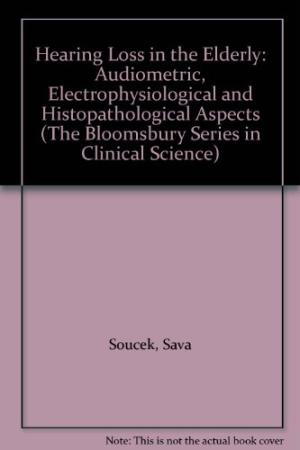 Hearing Loss in the Elderly:
Audiometric,
Electrophysiological and
Histopathological Aspects
(The Bloomsbury Series in
Clinical Science)
Soucek, Sava
Note: This is not the actual book cover